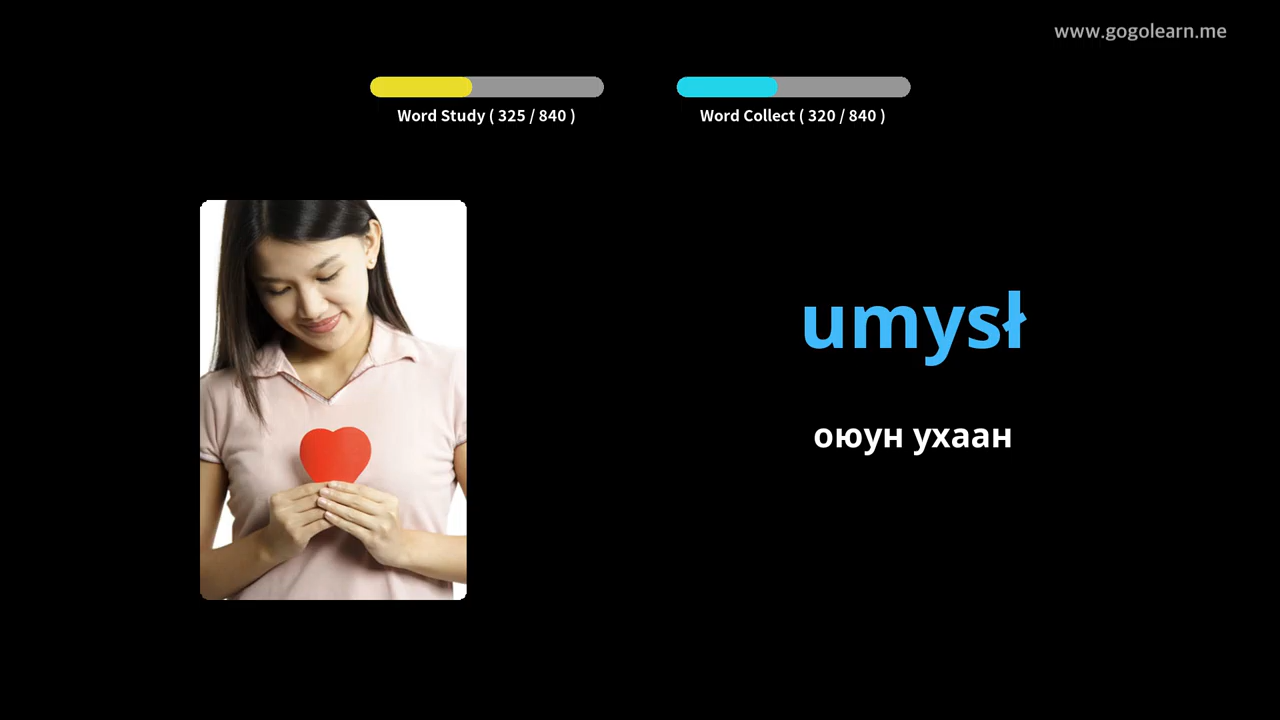 www.gogolearn.me
Word Study ( 325 / 840 )
Word Collect ( 320 / 840 )
umysł
оюун ухаан